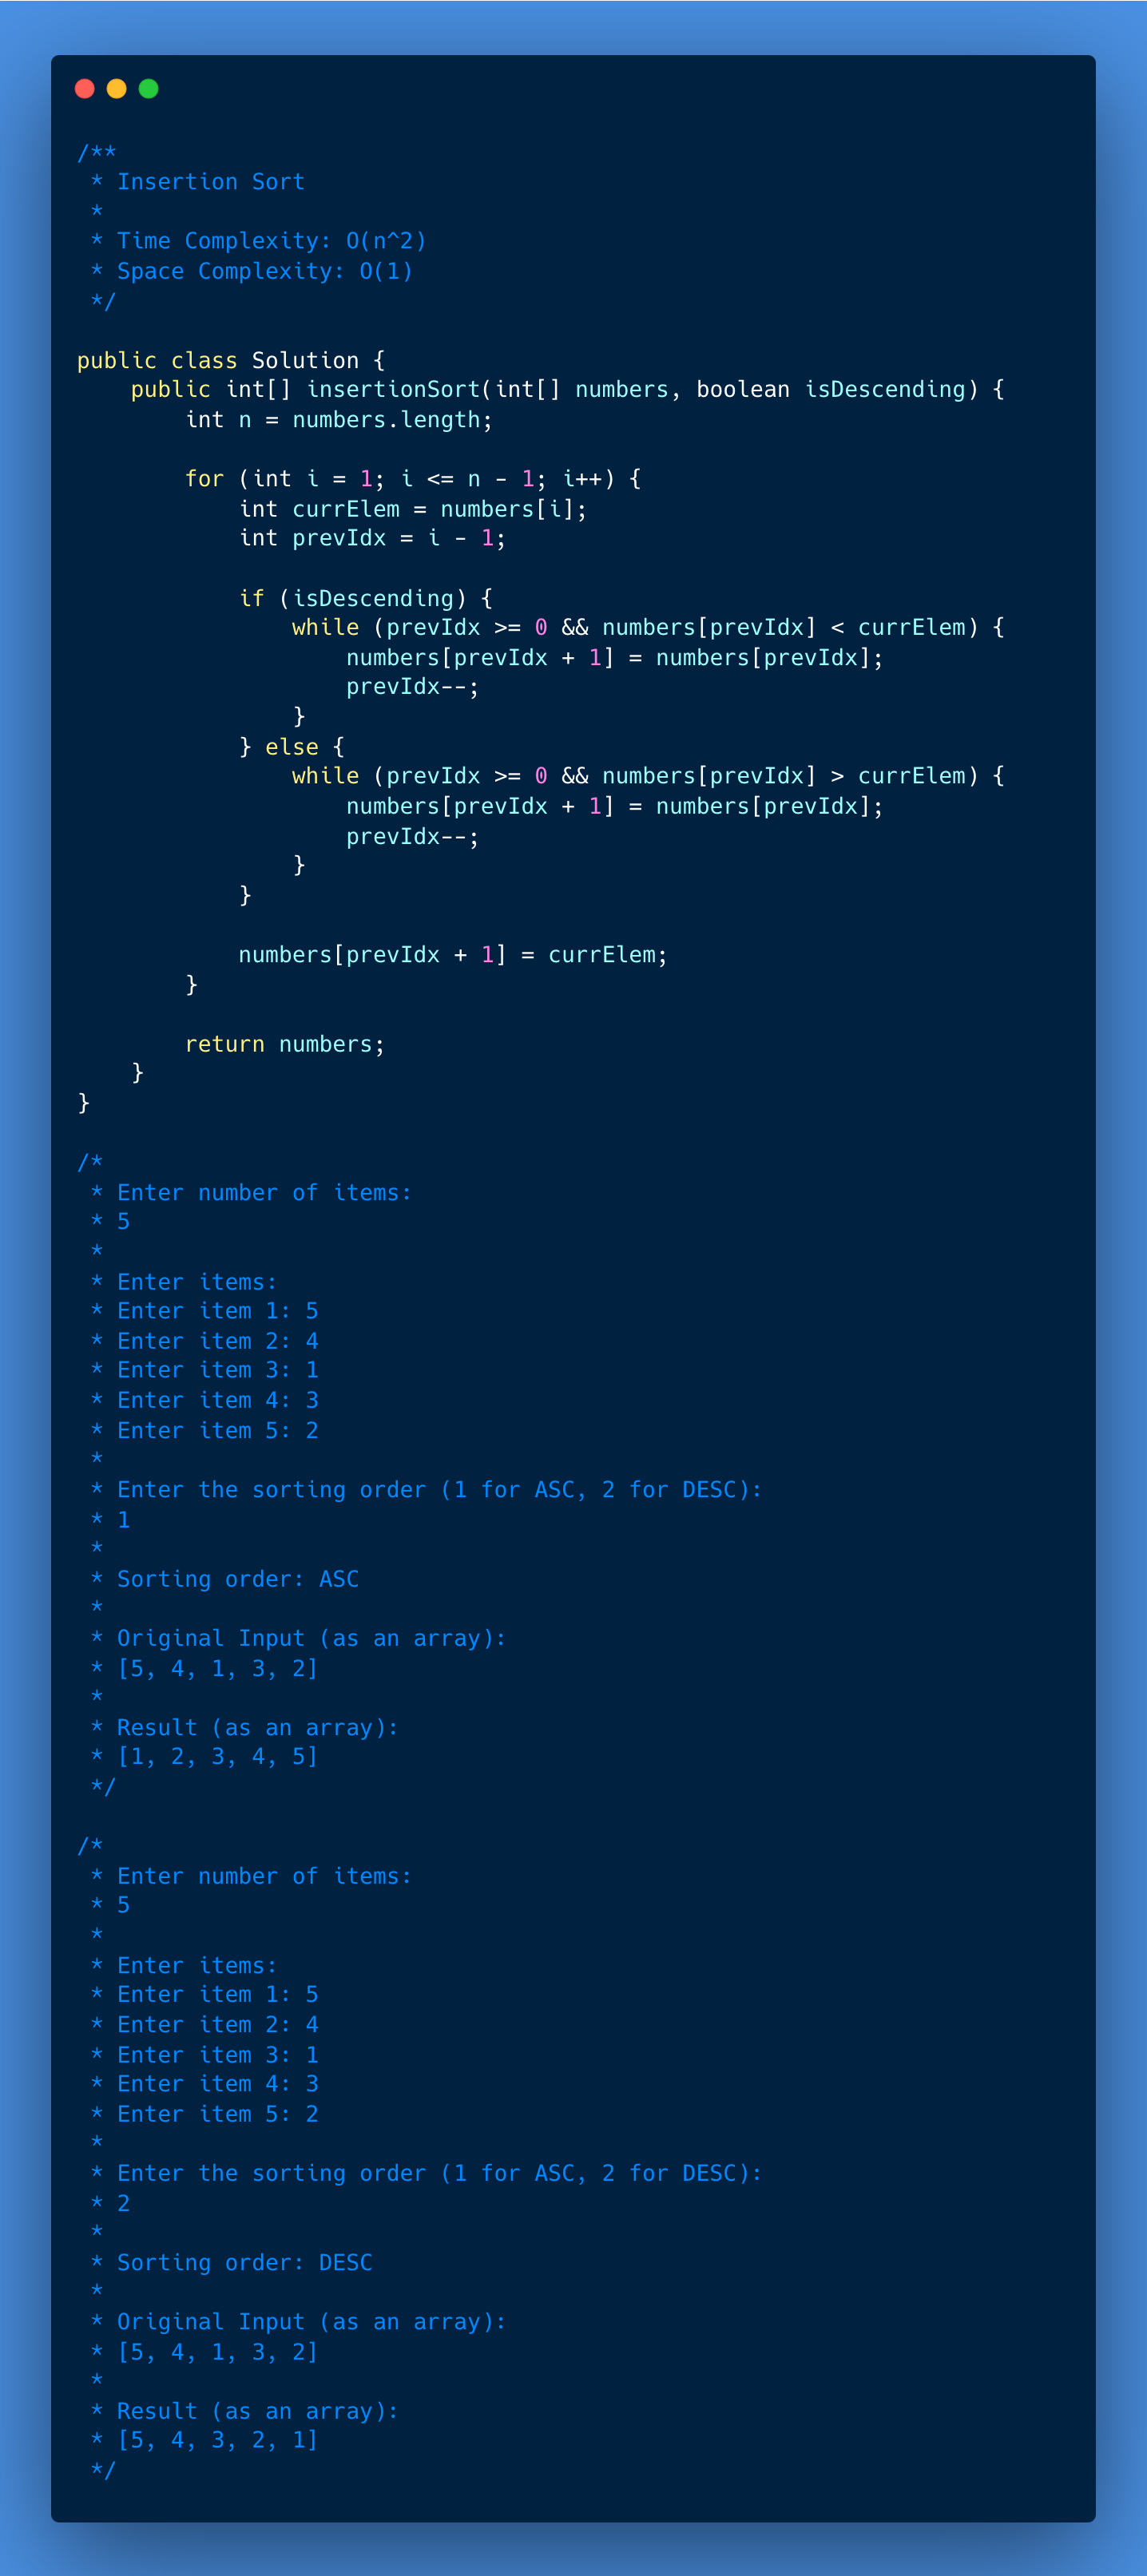 /**
 * Insertion Sort
 *
 * Time Complexity: O(n^2)
 * Space Complexity: O(1)
 */

public class Solution {
    public int[] insertionSort(int[] numbers, boolean isDescending) {
        int n = numbers.length;

        for (int i = 1; i <= n - 1; i++) {
            int currElem = numbers[i];
            int prevIdx = i - 1;

            if (isDescending) {
                while (prevIdx >= 0 && numbers[prevIdx] < currElem) {
                    numbers[prevIdx + 1] = numbers[prevIdx];
                    prevIdx--;
                }
            } else {
                while (prevIdx >= 0 && numbers[prevIdx] > currElem) {
                    numbers[prevIdx + 1] = numbers[prevIdx];
                    prevIdx--;
                }
            }

            numbers[prevIdx + 1] = currElem;
        }

        return numbers;
    }
}

/*
 * Enter number of items:
 * 5
 *
 * Enter items:
 * Enter item 1: 5
 * Enter item 2: 4
 * Enter item 3: 1
 * Enter item 4: 3
 * Enter item 5: 2
 *
 * Enter the sorting order (1 for ASC, 2 for DESC):
 * 1
 *
 * Sorting order: ASC
 *
 * Original Input (as an array):
 * [5, 4, 1, 3, 2]
 *
 * Result (as an array):
 * [1, 2, 3, 4, 5]
 */

/*
 * Enter number of items:
 * 5
 *
 * Enter items:
 * Enter item 1: 5
 * Enter item 2: 4
 * Enter item 3: 1
 * Enter item 4: 3
 * Enter item 5: 2
 *
 * Enter the sorting order (1 for ASC, 2 for DESC):
 * 2
 *
 * Sorting order: DESC
 *
 * Original Input (as an array):
 * [5, 4, 1, 3, 2]
 *
 * Result (as an array):
 * [5, 4, 3, 2, 1]
 */